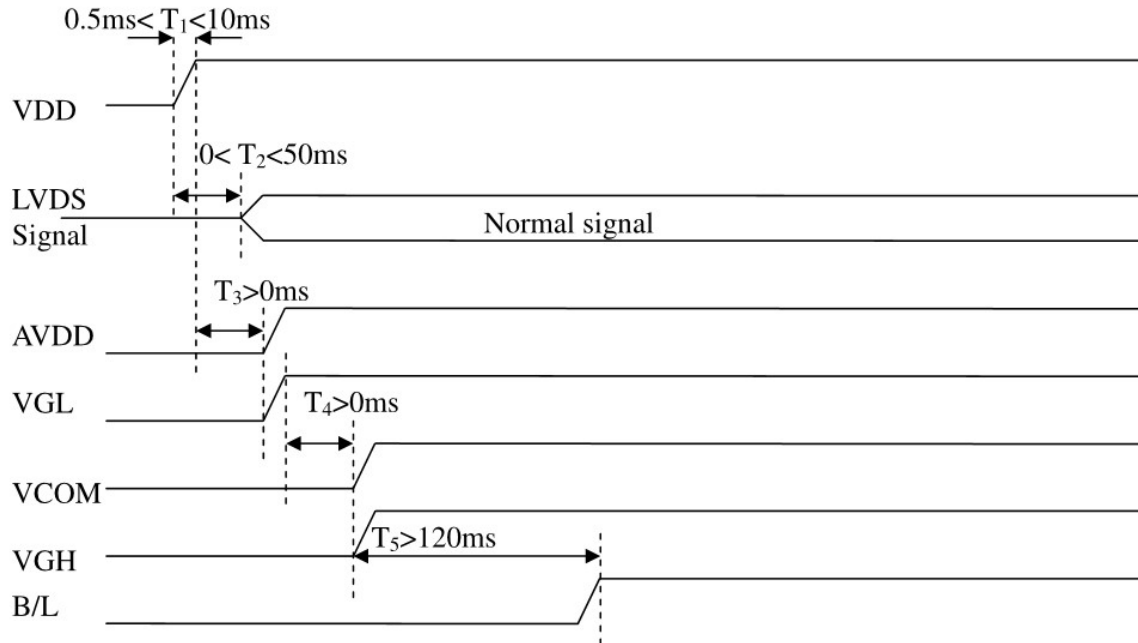 0.5ms< T₁<10ms
VDD
0< T₂<50ms
LVDS
Signal
Normal signal
T₃>0ms
AVDD
VGL
T₄>0ms
VCOM
T₅>120ms
VGH
B/L